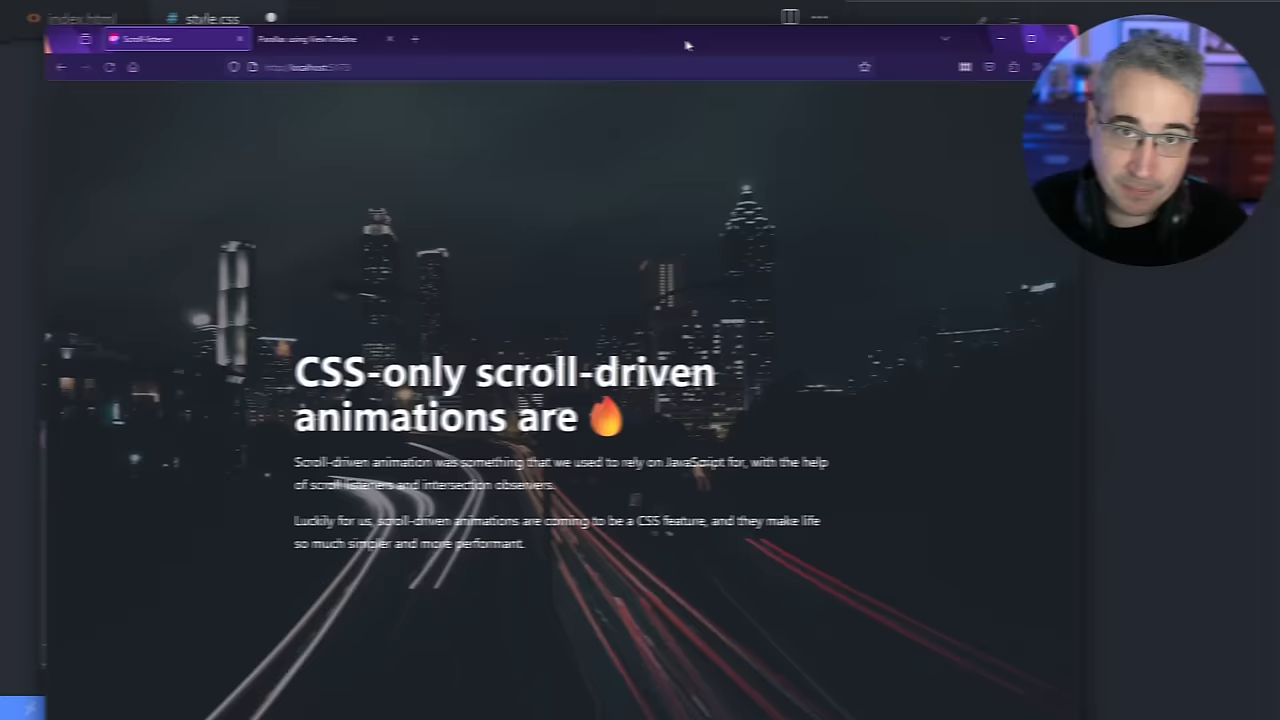 index.html
style.css
Scroll-listener
Parallax using ViewTimeline
CSS-only scroll-driven
animations are 🔥
Scroll-driven animation was something that we used to rely on JavaScript for, with the help
of scroll listeners and intersection observers.
Luckily for us, scroll-driven animations are coming to be a CSS feature, and they make life
so much simpler and more performant.